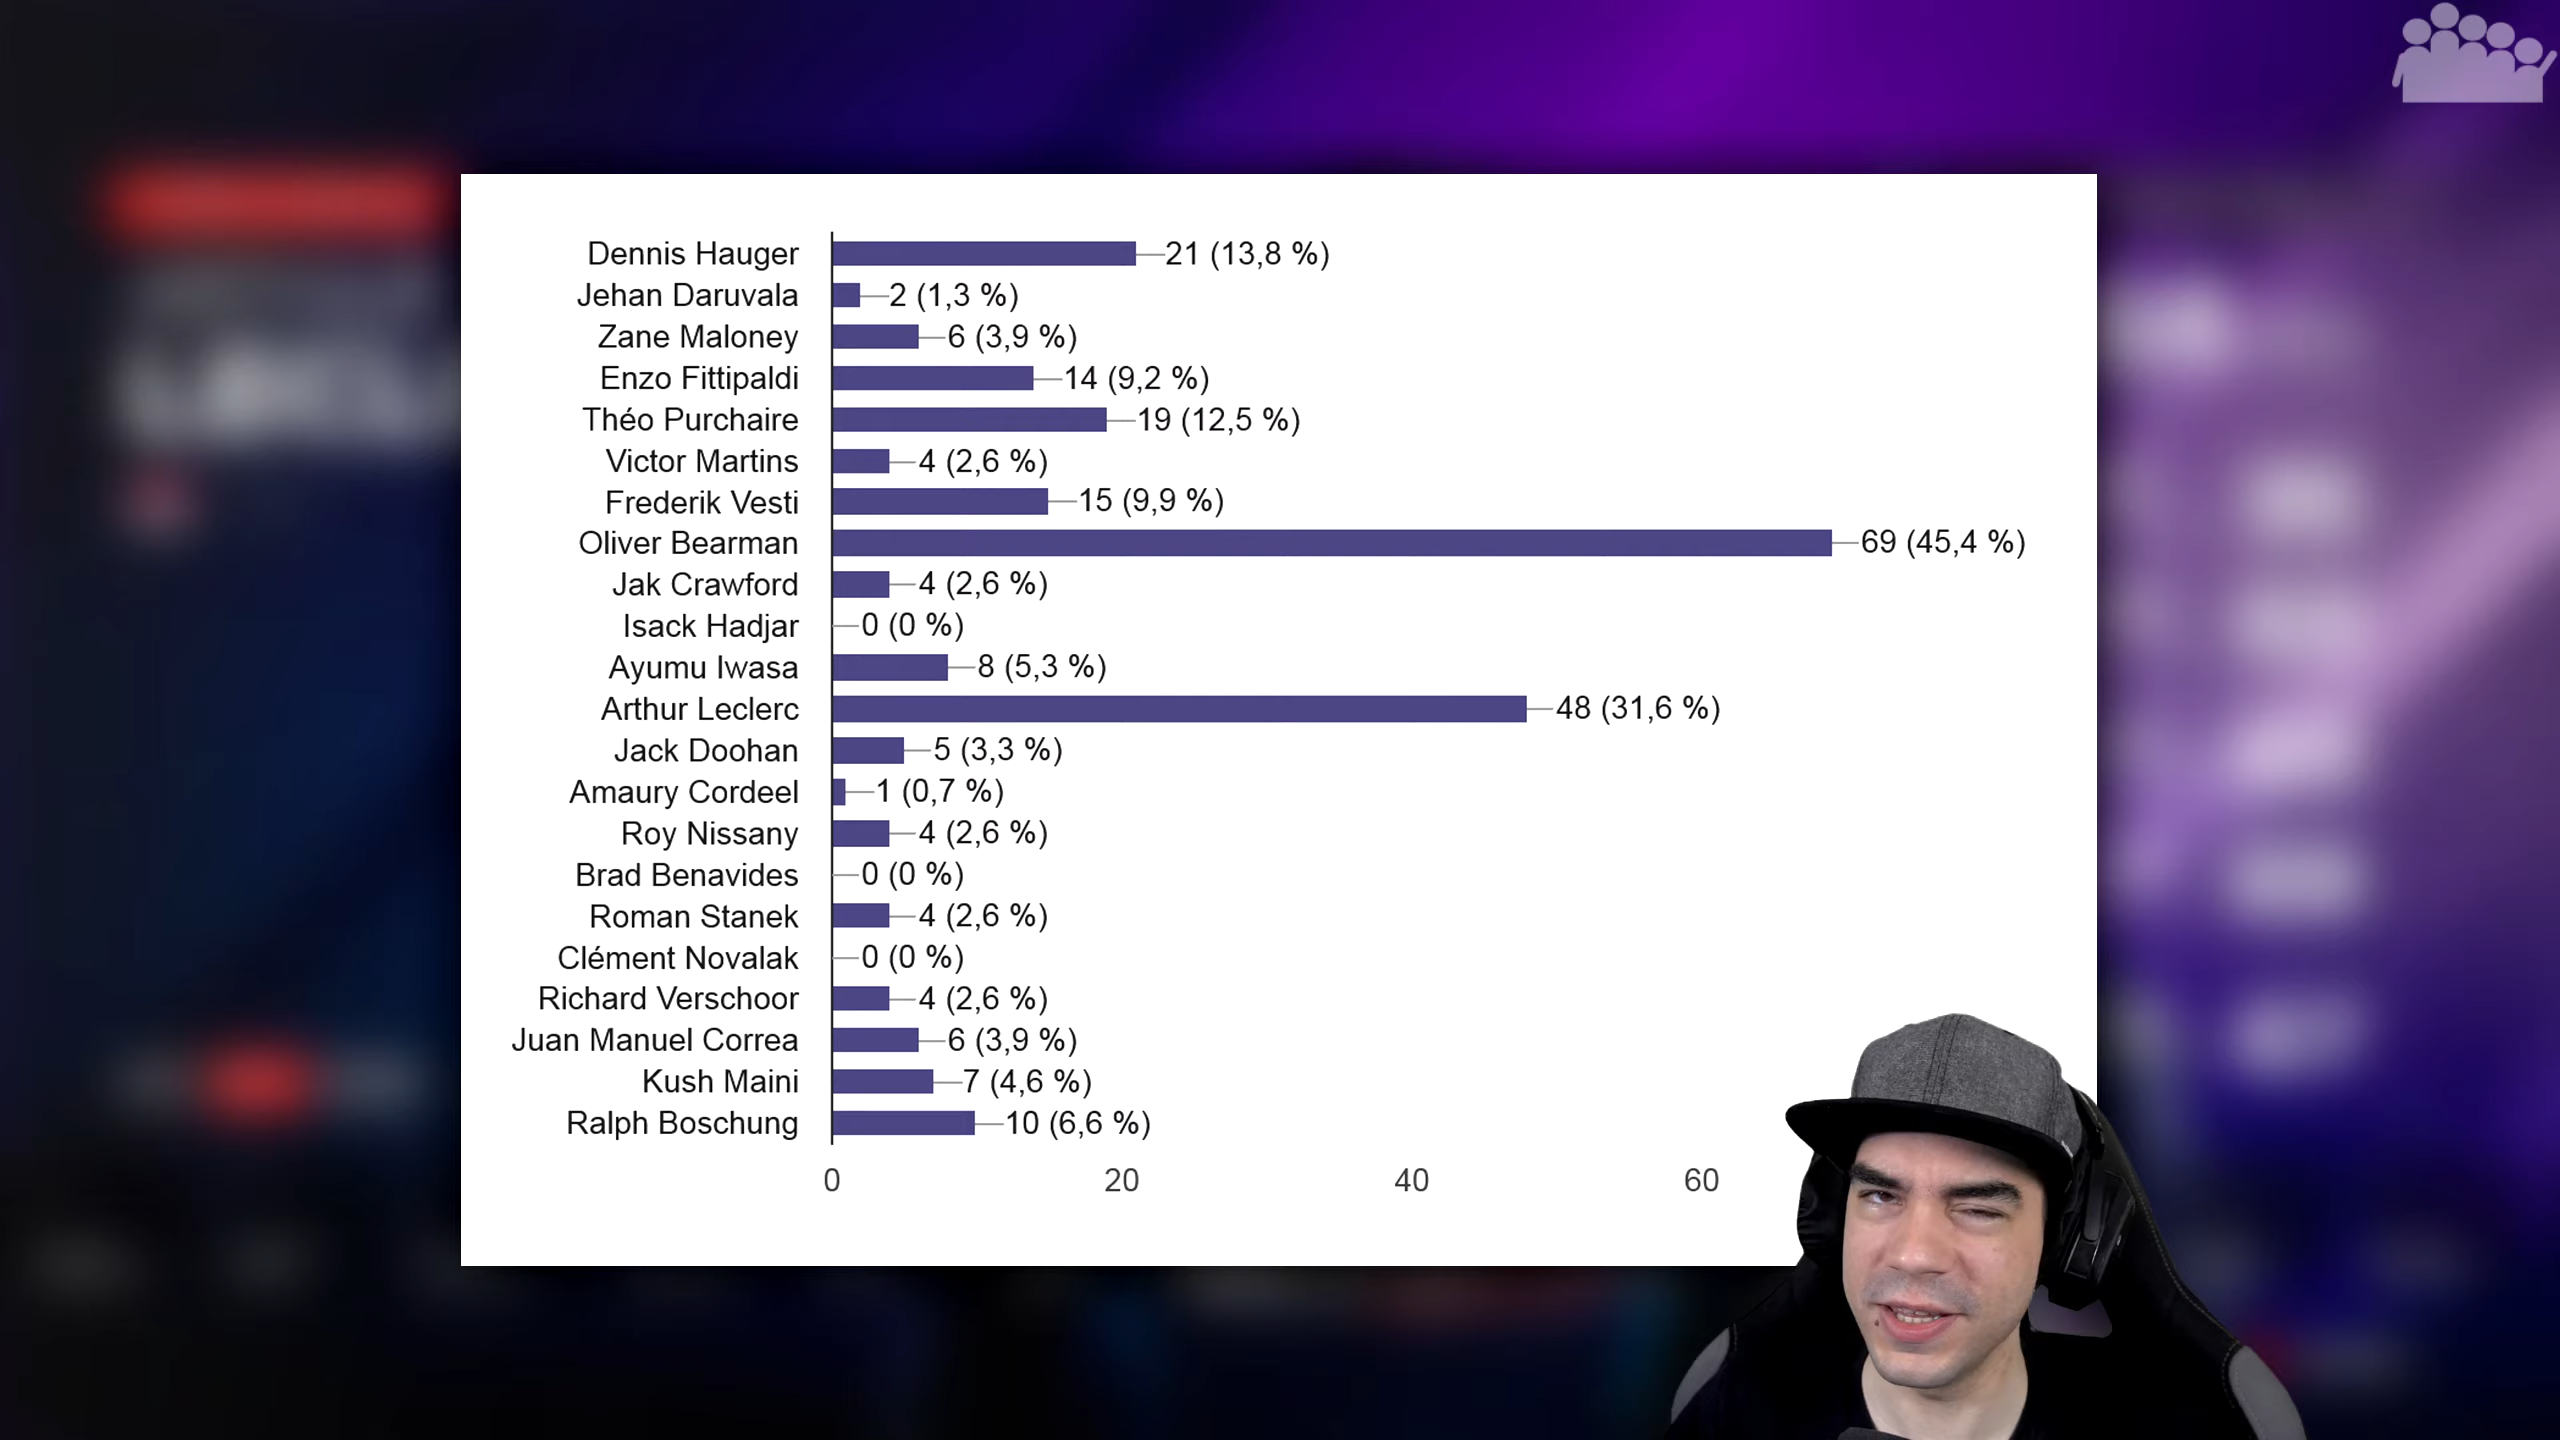 Dennis Hauger 21 (13,8 %)
Jehan Daruvala 2 (1,3 %)
Zane Maloney 6 (3,9 %)
Enzo Fittipaldi 14 (9,2 %)
Théo Purchaire 19 (12,5 %)
Victor Martins 4 (2,6 %)
Frederik Vesti 15 (9,9 %)
Oliver Bearman 69 (45,4 %)
Jak Crawford 4 (2,6 %)
Isack Hadjar 0 (0 %)
Ayumu Iwasa 8 (5,3 %)
Arthur Leclerc 48 (31,6 %)
Jack Doohan 5 (3,3 %)
Amaury Cordeel 1 (0,7 %)
Roy Nissany 4 (2,6 %)
Brad Benavides 0 (0 %)
Roman Stanek 4 (2,6 %)
Clément Novalak 0 (0 %)
Richard Verschoor 4 (2,6 %)
Juan Manuel Correa 6 (3,9 %)
Kush Maini 7 (4,6 %)
Ralph Boschung 10 (6,6 %)
0 20 40 60